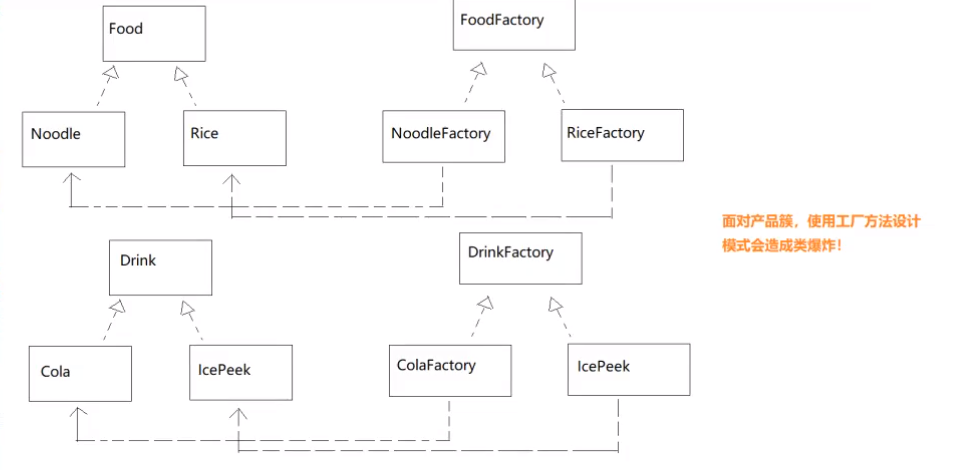 Food
FoodFactory
Noodle
Rice
NoodleFactory
RiceFactory
面对产品簇，使用工厂方法设计
模式会造成类爆炸！
Drink
DrinkFactory
Cola
IcePeek
ColaFactory
IcePeek